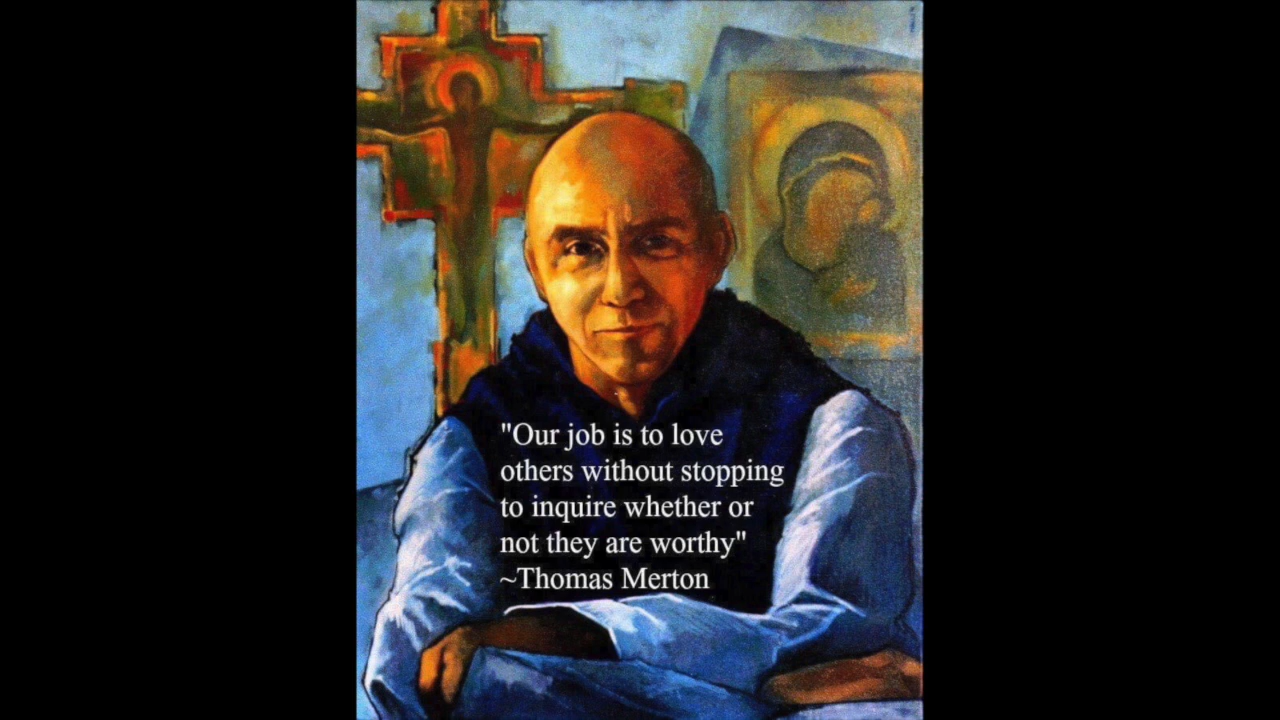 "Our job is to love
others without stopping
to inquire whether or
not they are worthy"
~Thomas Merton